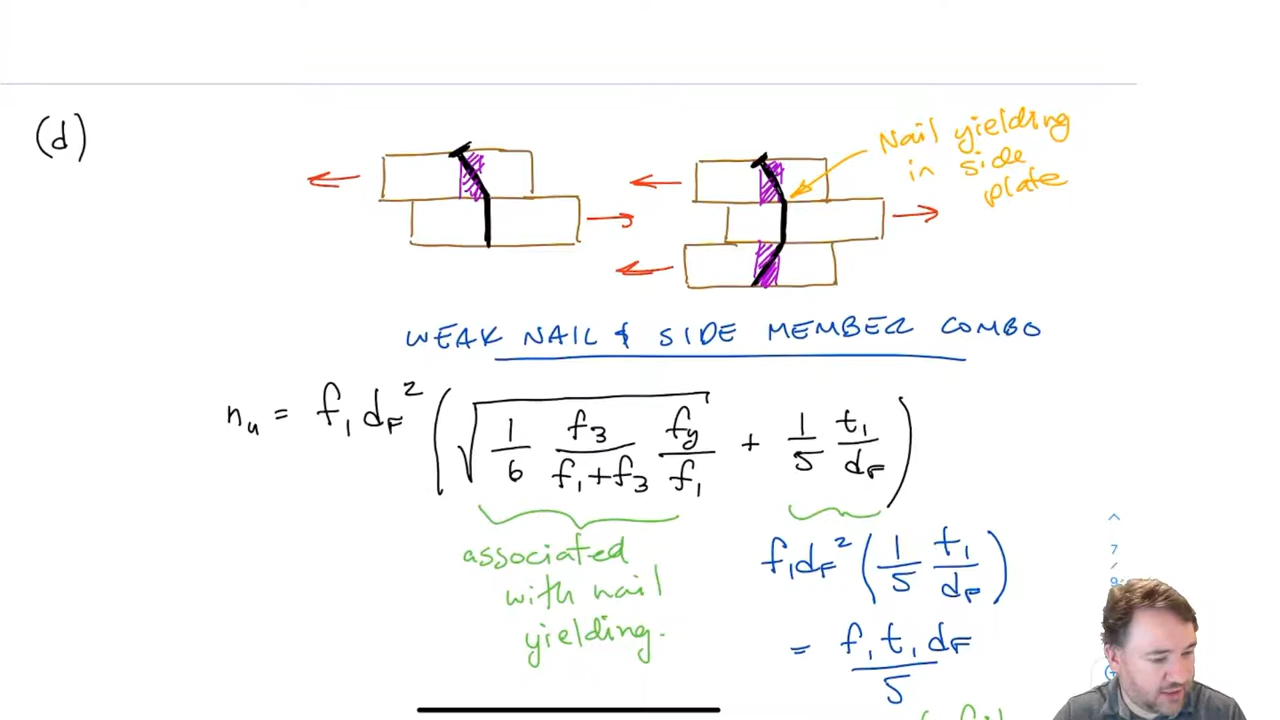 (d)
Nail yielding
in side
plate
WEAK NAIL & SIDE MEMBER COMBO
n_u = f_1 d_F^2 ( √(1/6 f_3/(f_1+f_3) f_y/f_1) + 1/5 t_1/d_F )
associated
with nail
yielding.
f_1 d_F^2 ( 1/5 t_1/d_F )
= f_1 t_1 d_F / 5
7
/
9